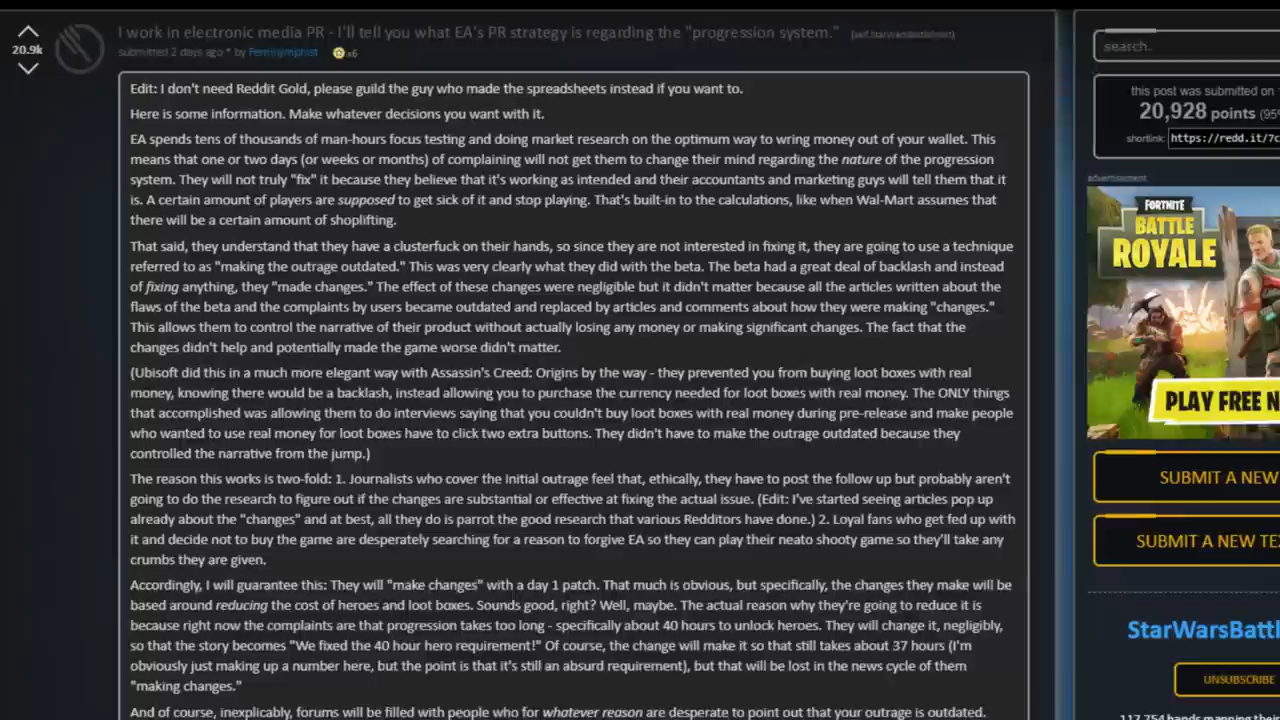 I work in electronic media PR - I'll tell you what EA's PR strategy is regarding the "progression system." (self.StarWarsBattlefront)
20.9k
submitted 2 days ago * by Feminymphist x6
Edit: I don't need Reddit Gold, please guild the guy who made the spreadsheets instead if you want to.
Here is some information. Make whatever decisions you want with it.
EA spends tens of thousands of man-hours focus testing and doing market research on the optimum way to wring money out of your wallet. This
means that one or two days (or weeks or months) of complaining will not get them to change their mind regarding the nature of the progression
system. They will not truly "fix" it because they believe that it's working as intended and their accountants and marketing guys will tell them that it
is. A certain amount of players are supposed to get sick of it and stop playing. That's built-in to the calculations, like when Wal-Mart assumes that
there will be a certain amount of shoplifting.
That said, they understand that they have a clusterfuck on their hands, so since they are not interested in fixing it, they are going to use a technique
referred to as "making the outrage outdated." This was very clearly what they did with the beta. The beta had a great deal of backlash and instead
of fixing anything, they "made changes." The effect of these changes were negligible but it didn't matter because all the articles written about the
flaws of the beta and the complaints by users became outdated and replaced by articles and comments about how they were making "changes."
This allows them to control the narrative of their product without actually losing any money or making significant changes. The fact that the
changes didn't help and potentially made the game worse didn't matter.
(Ubisoft did this in a much more elegant way with Assassin's Creed: Origins by the way - they prevented you from buying loot boxes with real
money, knowing there would be a backlash, instead allowing you to purchase the currency needed for loot boxes with real money. The ONLY things
that accomplished was allowing them to do interviews saying that you couldn't buy loot boxes with real money during pre-release and make people
who wanted to use real money for loot boxes have to click two extra buttons. They didn't have to make the outrage outdated because they
controlled the narrative from the jump.)
The reason this works is two-fold: 1. Journalists who cover the Initial outrage feel that, ethically, they have to post the follow up but probably aren't
going to do the research to figure out if the changes are substantial or effective at fixing the actual issue. (Edit: I've started seeing articles pop up
already about the "changes" and at best, all they do is parrot the good research that various Redditors have done.) 2. Loyal fans who get fed up with
it and decide not to buy the game are desperately searching for a reason to forgive EA so they can play their neato shooty game so they'll take any
crumbs they are given.
Accordingly, I will guarantee this: They will "make changes" with a day 1 patch. That much is obvious, but specifically, the changes they make will be
based around reducing the cost of heroes and loot boxes. Sounds good, right? Well, maybe. The actual reason why they're going to reduce it is
because right now the complaints are that progression takes too long - specifically about 40 hours to unlock heroes. They will change it, negligibly,
so that the story becomes "We fixed the 40 hour hero requirement!" Of course, the change will make it so that still takes about 37 hours (I'm
obviously just making up a number here, but the point is that it's still an absurd requirement), but that will be lost in the news cycle of them
"making changes."
And of course, inexplicably, forums will be filled with people who for whatever reason are desperate to point out that your outrage is outdated.
search.
this post was submitted on
20,928 points (95%
shortlink: https://redd.it/7c
advertisement
FORTNITE
BATTLE
ROYALE
PLAY FREE N
SUBMIT A NEW
SUBMIT A NEW TE
StarWarsBattl
UNSUBSCRIBE
117,754 hands mapping the